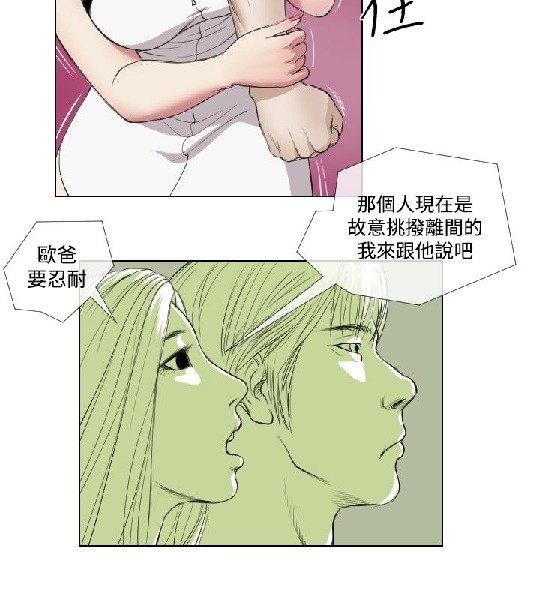 那個人現在是
故意挑撥離間的
我來跟他說吧
歐爸
要忍耐